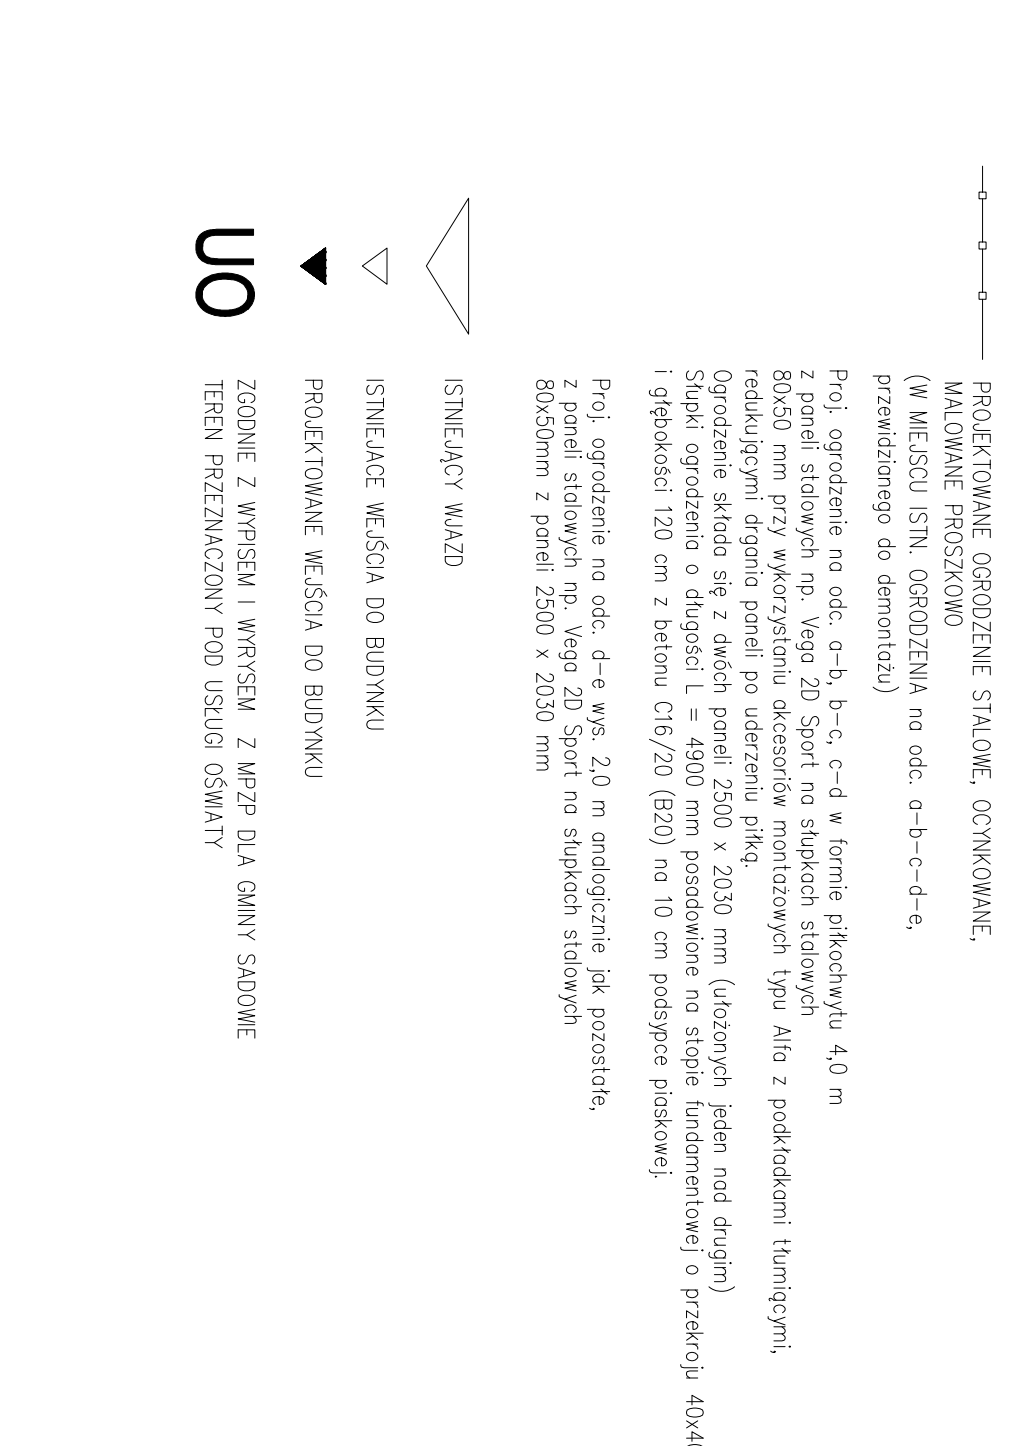 PROJEKTOWANE OGRODZENIE STALOWE, OCYNKOWANE,
MALOWANE PROSZKOWO
(W MIEJSCU ISTN. OGRODZENIA na odc. a-b-c-d-e,
przewidzianego do demontażu)
Proj. ogrodzenie na odc. a-b, b-c, c-d w formie piłkochwytu 4,0 m
z paneli stalowych np. Vega 2D Sport na słupkach stalowych
80x50 mm przy wykorzystaniu akcesoriów montażowych typu Alfa z podkładkami tłumiącymi,
redukującymi drgania paneli po uderzeniu piłką.
Ogrodzenie składa się z dwóch paneli 2500 x 2030 mm (ułożonych jeden nad drugim)
Słupki ogrodzenia o długości L = 4900 mm posadowione na stopie fundamentowej o przekroju
i głębokości 120 cm z betonu C16/20 (B20) na 10 cm podsypce piaskowej.
Proj. ogrodzenie na odc. d-e wys. 2,0 m analogicznie jak pozostałe,
z paneli stalowych np. Vega 2D Sport na słupkach stalowych
80x50mm z paneli 2500 x 2030 mm
ISTNIEJĄCY WJAZD
ISTNIEJACE WEJŚCIA DO BUDYNKU
PROJEKTOWANE WEJŚCIA DO BUDYNKU
UO
ZGODNIE Z WYPISEM I WYRYSEM Z MPZP DLA GMINY SADOWIE
TEREN PRZEZNACZONY POD USŁUGI OŚWIATY